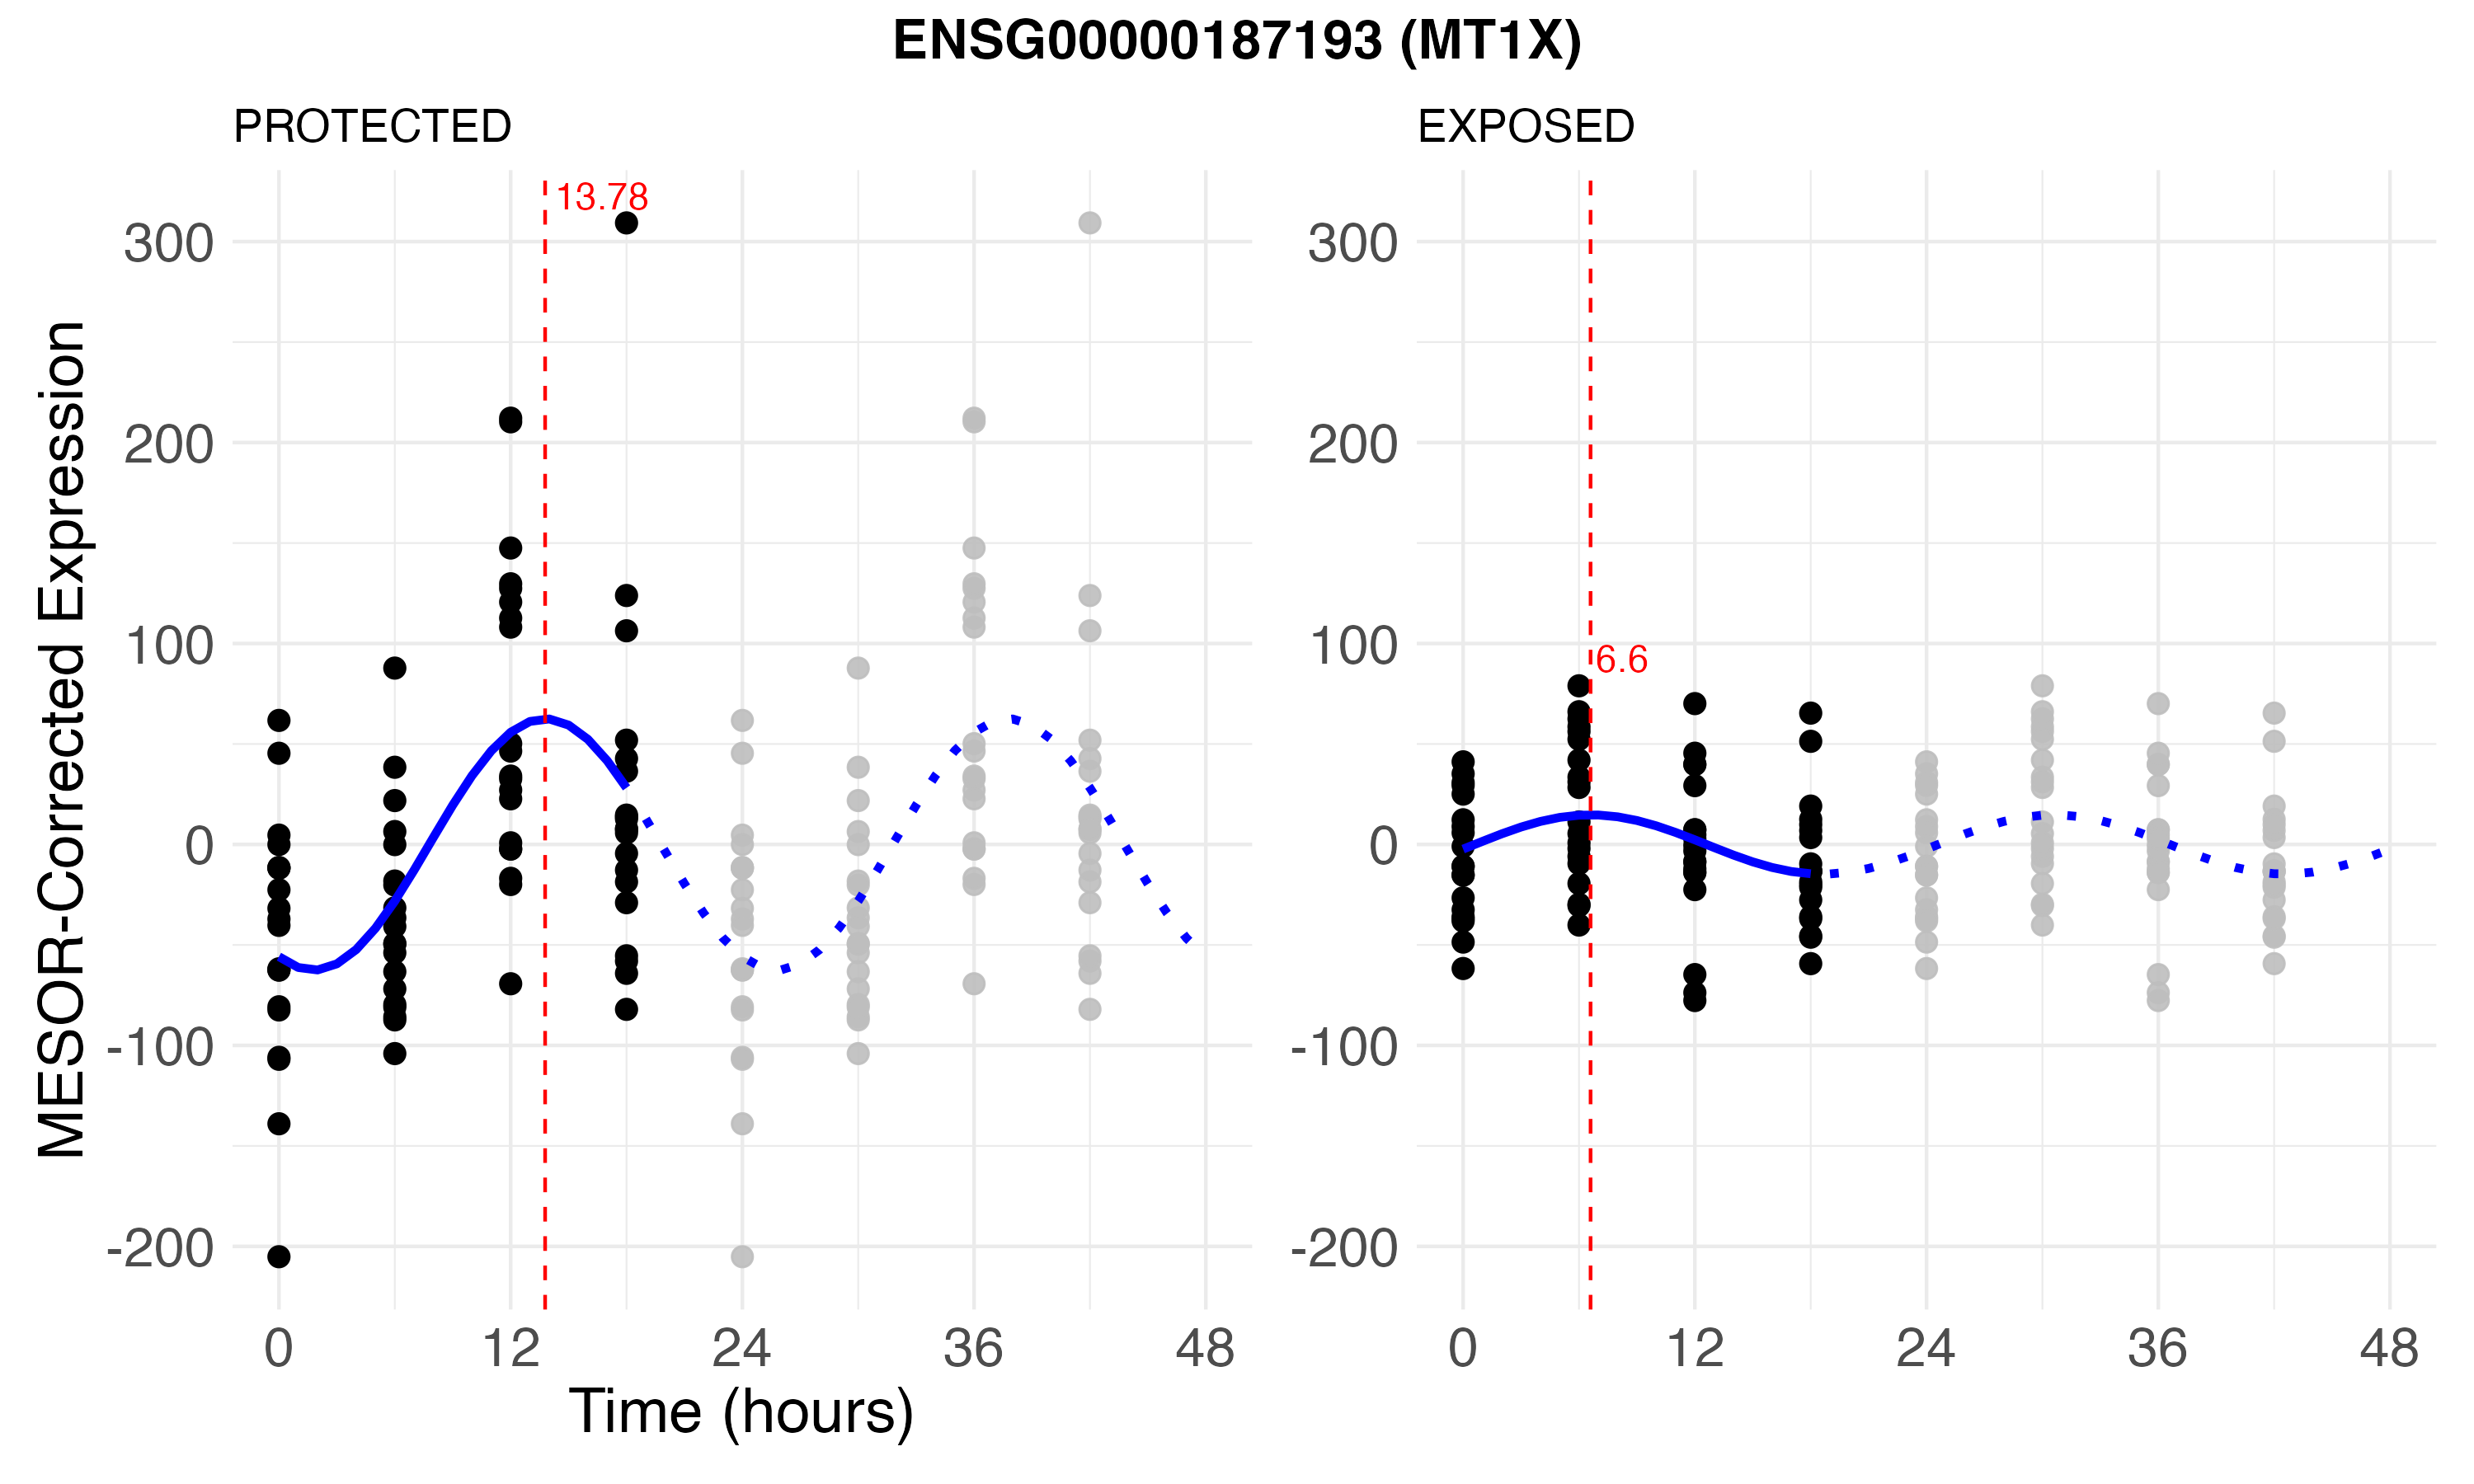 ENSG00000187193 (MT1X)
PROTECTED
EXPOSED
13.78
6.6
MESOR-Corrected Expression
300
200
100
0
-100
-200
300
200
100
0
-100
-200
0 12 24 36 48
0 12 24 36 48
Time (hours)